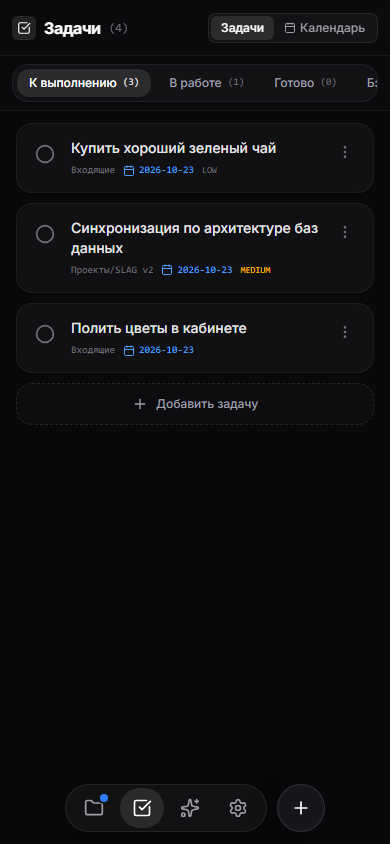 Задачи (4)
Задачи
Календарь
К выполнению (3)
В работе (1)
Готово (0)
Купить хороший зеленый чай
Входящие 2026-10-23 LOW
Синхронизация по архитектуре баз
данных
Проекты/SLAG v2 2026-10-23 MEDIUM
Полить цветы в кабинете
Входящие 2026-10-23
Добавить задачу